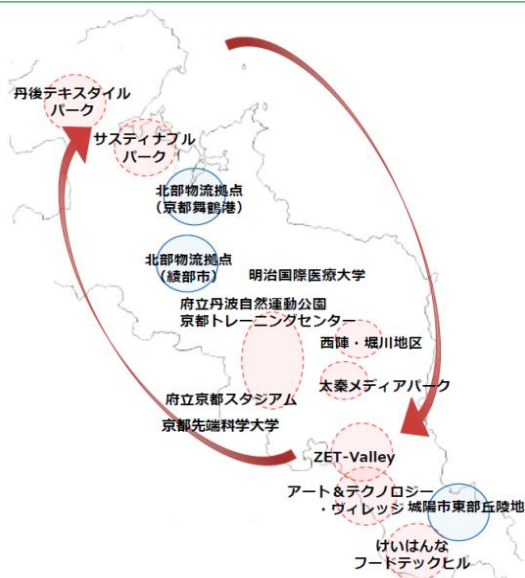 丹後テキスタイル
パーク
サスティナブル
パーク
北部物流拠点
（京都舞鶴港）
北部物流拠点
（綾部市）
明治国際医療大学
府立丹波自然運動公園
京都トレーニングセンター
西陣・堀川地区
太秦メディアパーク
府立京都スタジアム
京都先端科学大学
ZET-Valley
アート＆テクノロジー
・ヴィレッジ
城陽市東部丘陵地
けいはんな
フードテックヒル